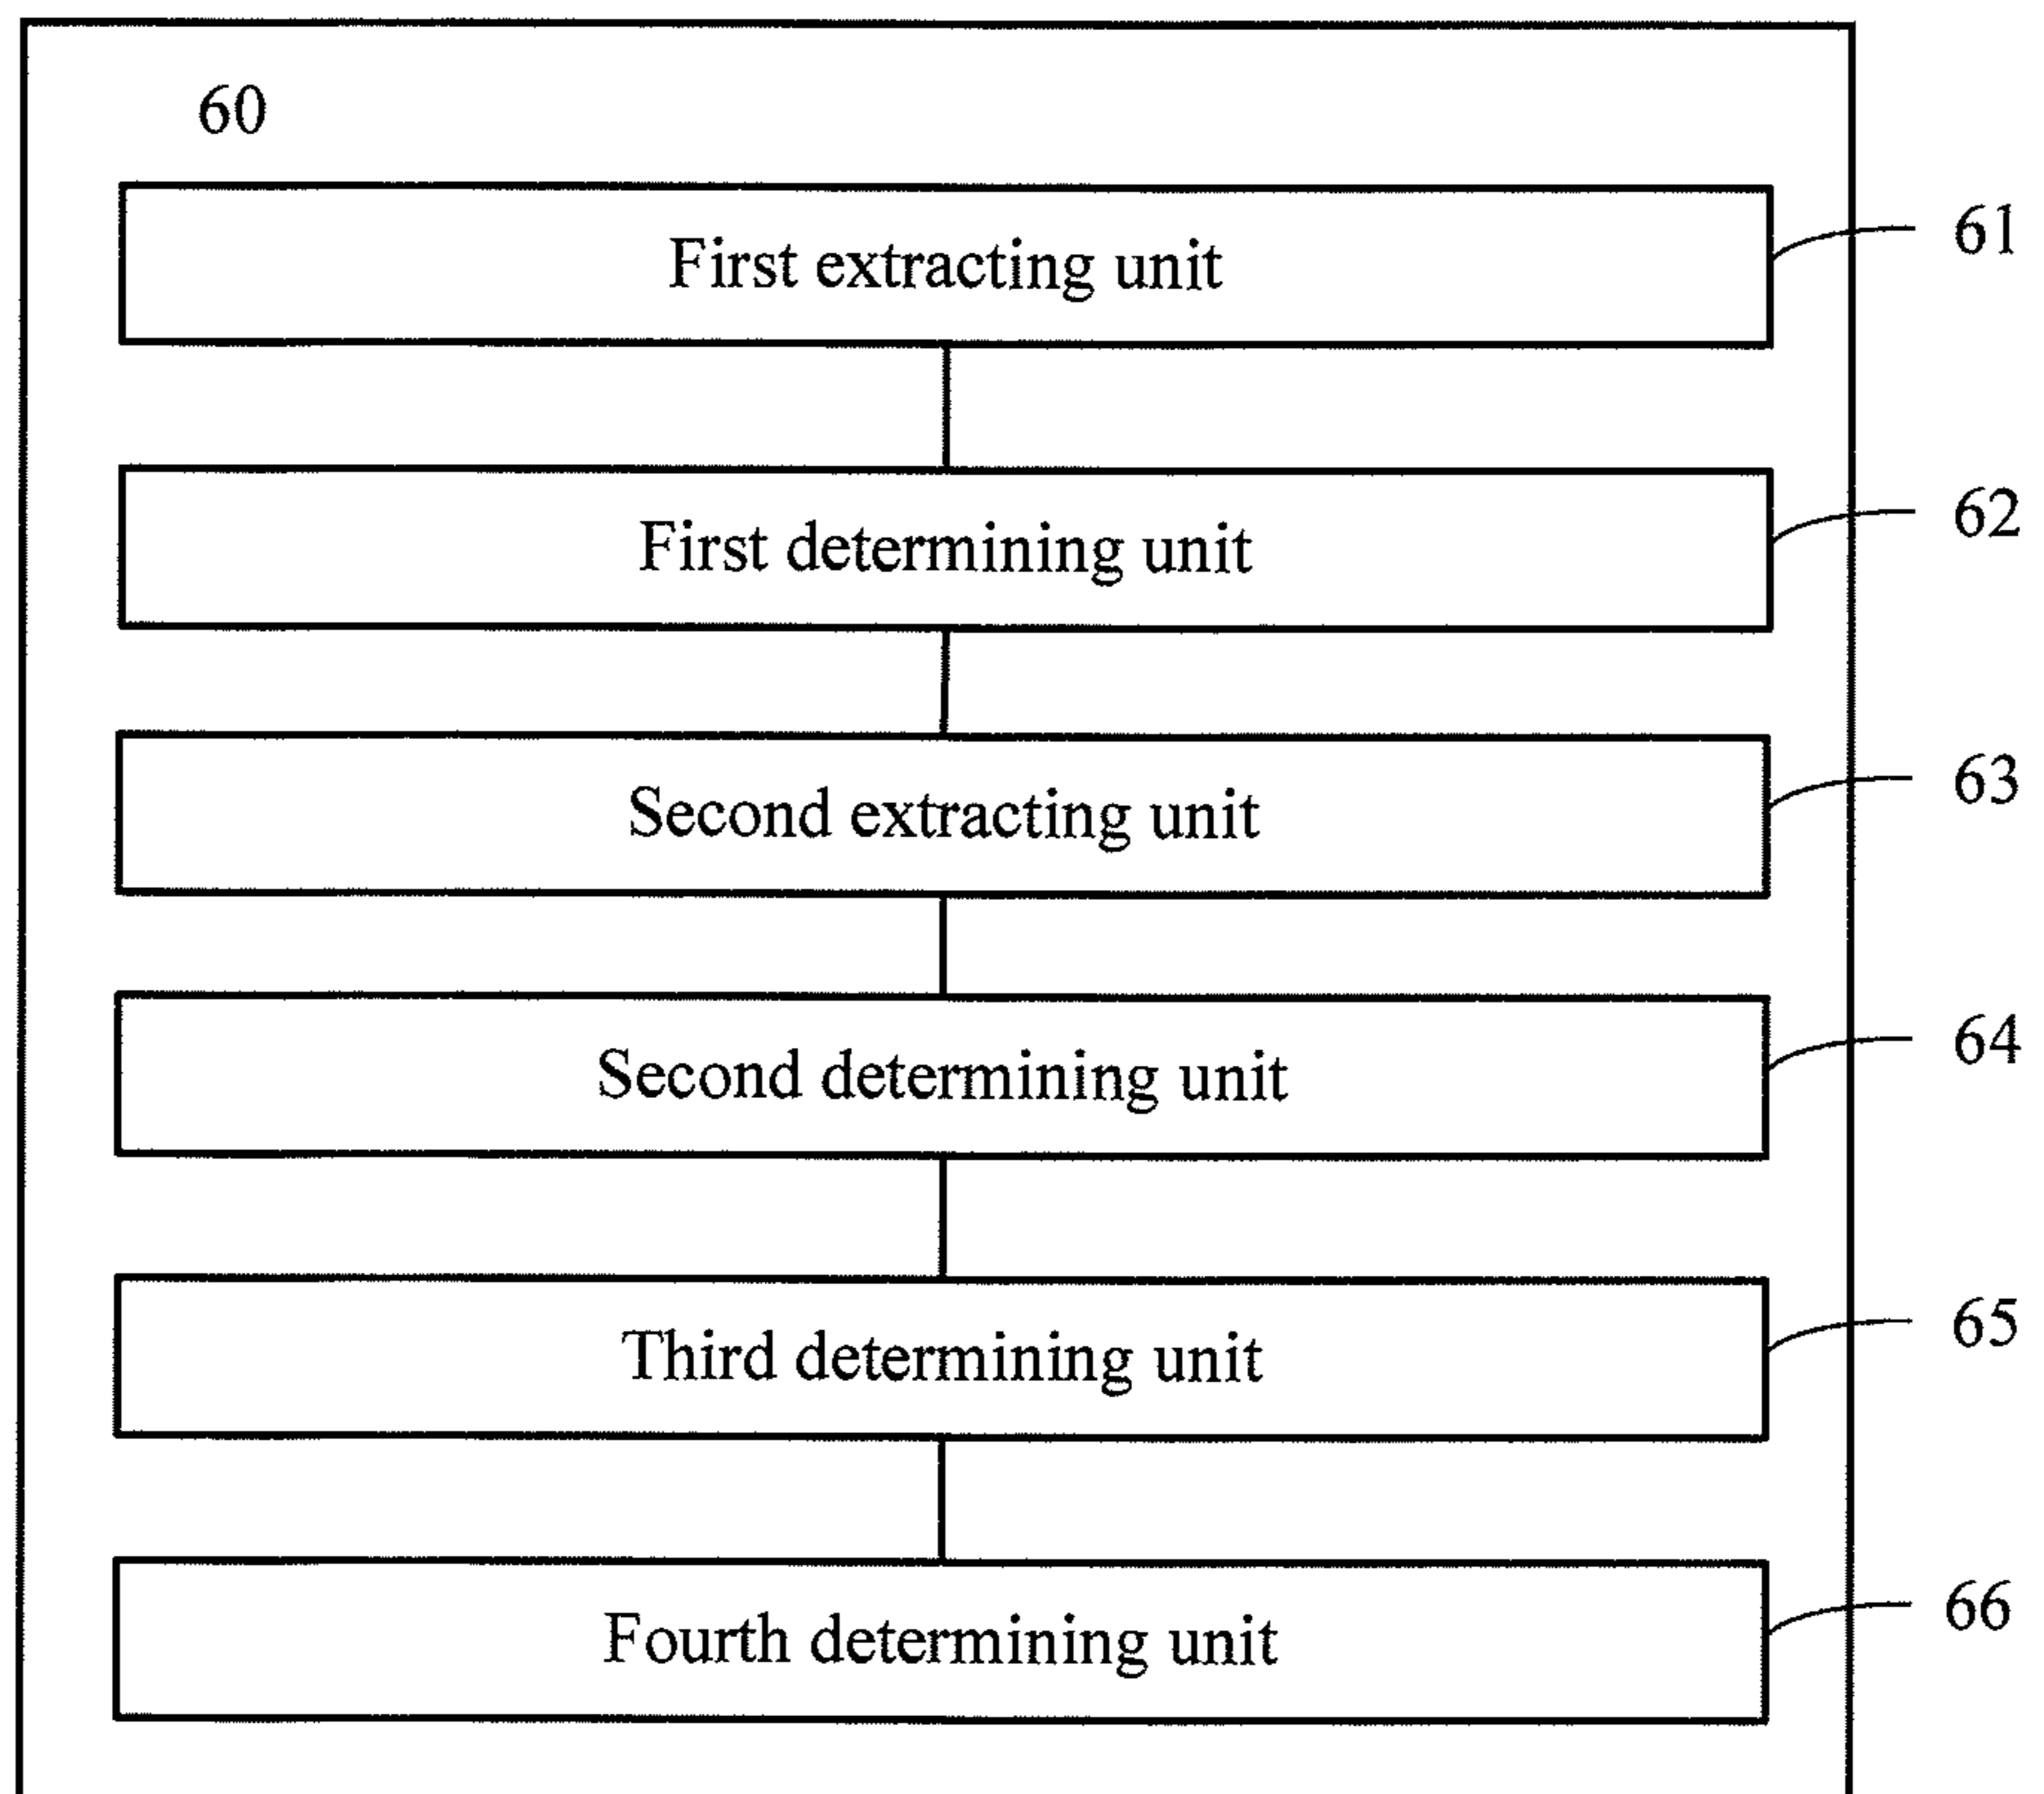 60
First extracting unit
61
First determining unit
62
Second extracting unit
63
Second determining unit
64
Third determining unit
65
Fourth determining unit
66